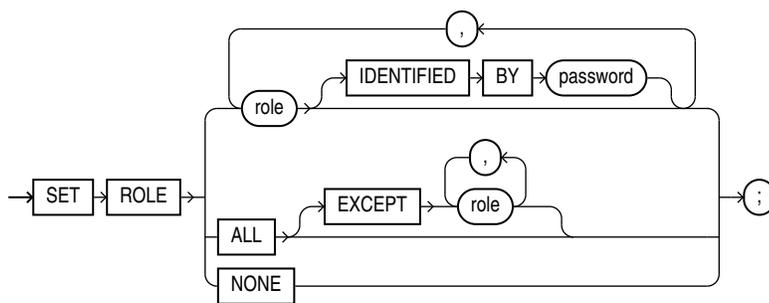 ,
IDENTIFIED BY password
role
,
SET ROLE EXCEPT role ;
ALL
NONE